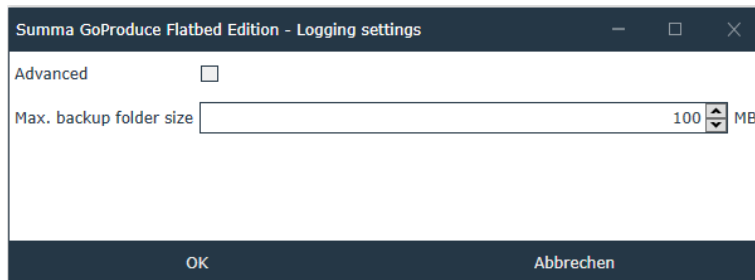 Summa GoProduce Flatbed Edition - Logging settings
Advanced
Max. backup folder size 100 MB
OK Abbrechen